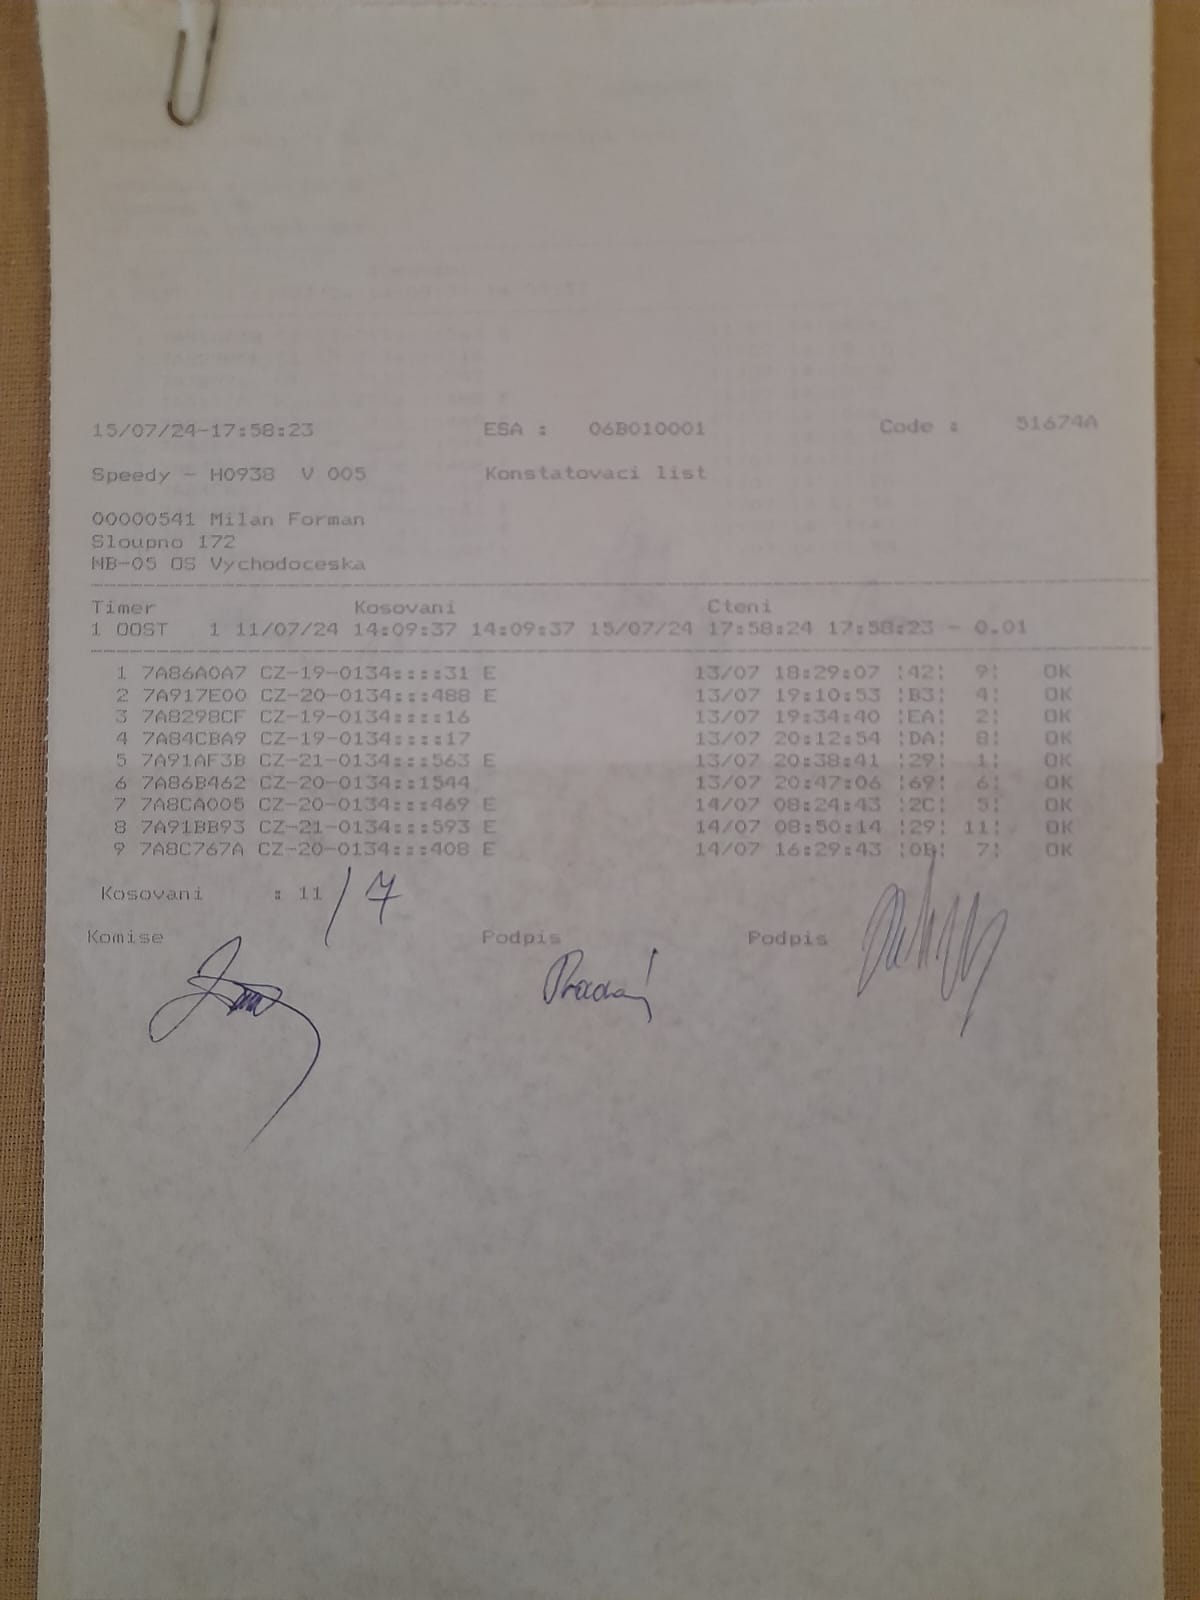 15/07/24-17:58:23 ESA : 06B010001 Code : 51674A
Speedy - H0938 V 005 Konstatovaci list
00000541 Milan Forman
Sloupno 172
NB-05 OS Vychodoceska
Timer Kosovani Cteni
1 OOST 1 11/07/24 14:09:37 14:09:37 15/07/24 17:58:24 17:58:23 - 0.01
1 7A86A0A7 CZ-19-0134::::31 E 13/07 18:29:07 ¦42¦ 9¦ OK
2 7A917E00 CZ-20-0134:::488 E 13/07 19:10:53 ¦B3¦ 4¦ OK
3 7A8298CF CZ-19-0134::::16 13/07 19:34:40 ¦EA¦ 2¦ OK
4 7A84CBA9 CZ-19-0134::::17 13/07 20:12:54 ¦DA¦ 8¦ OK
5 7A91AF3B CZ-21-0134:::563 E 13/07 20:38:41 ¦29¦ 1¦ OK
6 7A86B462 CZ-20-0134::1544 13/07 20:47:06 ¦69¦ 6¦ OK
7 7A8CA005 CZ-20-0134:::469 E 14/07 08:24:43 ¦2C¦ 5¦ OK
8 7A91BB93 CZ-21-0134:::593 E 14/07 08:50:14 ¦29¦ 11¦ OK
9 7A8C767A CZ-20-0134:::408 E 14/07 16:29:43 ¦0B¦ 7¦ OK
Kosovani : 11 / 7
Komise Podpis Podpis